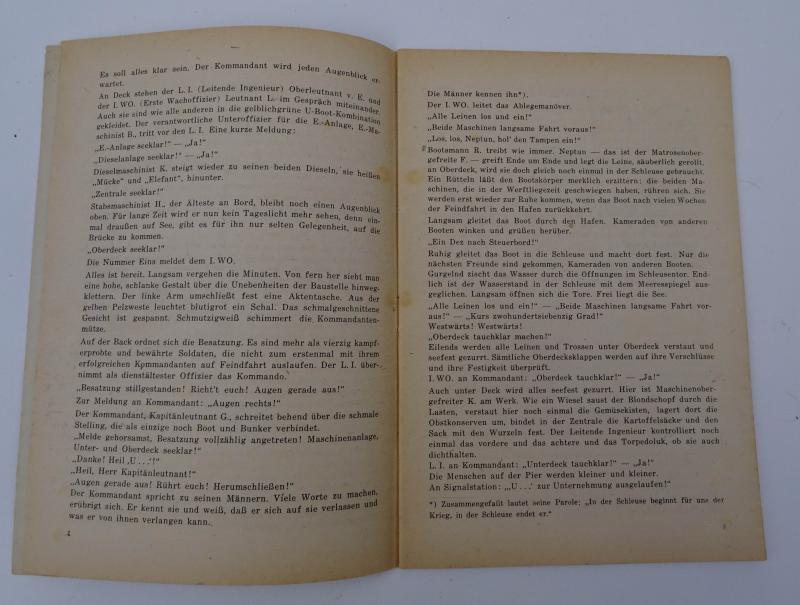 Es soll alles klar sein. Der Kommandant wird jeden Augenblick er-
wartet.
An Deck stehen der L. I. (Leitende Ingenieur) Oberleutnant v. E. und
der I. WO. (Erste Wachoffizier) Leutnant L. im Gespräch miteinander.
Auch sie sind wie alle anderen in die gelblichgrüne U-Boot-Kombination
gekleidet. Der verantwortliche Unteroffizier für die E.-Anlage, E.-Ma-
schinist B., tritt vor den L. I. Eine kurze Meldung:
„E.-Anlage seeklar!“ — „Ja!“
„Dieselanlage seeklar!“ — „Ja!“
Dieselmaschinist K. steigt wieder zu seinen beiden Dieseln, sie heißen
„Mücke“ und „Elefant“, hinunter.
„Zentrale seeklar!“
Stabsmaschinist H., der Älteste an Bord, bleibt noch einen Augenblick
oben. Für lange Zeit wird er nun kein Tageslicht mehr sehen, denn ein-
mal draußen auf See, gibt es für ihn nur selten Gelegenheit, auf die
Brücke zu kommen.
„Oberdeck seeklar!“
Die Nummer Eins meldet dem I. WO.
Alles ist bereit. Langsam vergehen die Minuten. Von fern her sieht man
eine hohe, schlanke Gestalt über die Unebenheiten der Baustelle hinweg-
klettern. Der linke Arm umschließt fest eine Aktentasche. Aus der
gelben Pelzweste leuchtet blutigrot ein Schal. Das schmalgeschnittene
Gesicht ist gespannt. Schmutzigweiß schimmert die Kommandanten-
mütze.
Auf der Back ordnet sich die Besatzung. Es sind mehr als vierzig kampf-
erprobte und bewährte Soldaten, die nicht zum erstenmal mit ihrem
erfolgreichen Kommandanten auf Feindfahrt auslaufen. Der L. I. über-
nimmt als dienstältester Offizier das Kommando.
„Besatzung stillgestanden! Richt't euch! Augen gerade aus!“
Zur Meldung an Kommandant: „Augen rechts!“
Der Kommandant, Kapitänleutnant G., schreitet behend über die schmale
Stelling, die als einzige noch Boot und Bunker verbindet.
„Melde gehorsamst, Besatzung vollzählig angetreten! Maschinenanlage,
Unter- und Oberdeck seeklar!“
„Danke! Heil ‚U . . .‘!“
„Heil, Herr Kapitänleutnant!“
„Augen gerade aus! Rührt euch! Herumschließen!“
Der Kommandant spricht zu seinen Männern. Viele Worte zu machen,
erübrigt sich. Er kennt sie und weiß, daß er sich auf sie verlassen und
was er von ihnen verlangen kann.
4
Die Männer kennen ihn*).
Der I. WO. leitet das Ablegemanöver.
„Alle Leinen los und ein!“
„Beide Maschinen langsame Fahrt voraus!“
„Los, los, Neptun, hol' den Tampen ein!“
Bootsmann R. treibt wie immer. Neptun — das ist der Matrosenober-
gefreite F. — greift Ende um Ende und legt die Leine, säuberlich gerollt,
an Oberdeck, wird sie doch gleich noch einmal in der Schleuse gebraucht.
Ein Rütteln läßt den Bootskörper merklich erzittern: die beiden Ma-
schinen, die in der Werftliegezeit geschwiegen haben, rühren sich. Sie
werden erst wieder zur Ruhe kommen, wenn das Boot nach vielen Wochen
der Feindfahrt in den Hafen zurückkehrt.
Langsam gleitet das Boot durch den Hafen. Kameraden von anderen
Booten winken und grüßen herüber.
„Ein Dez nach Steuerbord!“
Ruhig gleitet das Boot in die Schleuse und macht dort fest. Nur die
nächsten Freunde sind gekommen, Kameraden von anderen Booten.
Gurgelnd zischt das Wasser durch die Öffnungen im Schleusentor. End-
lich ist der Wasserstand in der Schleuse mit dem Meeresspiegel aus-
geglichen. Langsam öffnen sich die Tore. Frei liegt die See.
„Alle Leinen los und ein!“ — „Beide Maschinen langsame Fahrt vor-
aus!“ — „Kurs zwohundertsiebenzig Grad!“
Westwärts! Westwärts!
„Oberdeck tauchklar machen!“
Eilends werden alle Leinen und Trossen unter Oberdeck verstaut und
seefest gezurrt. Sämtliche Oberdecksklappen werden auf ihre Verschlüsse
und ihre Festigkeit überprüft.
I. WO. an Kommandant: „Oberdeck tauchklar!“ — „Ja!“
Auch unter Deck wird alles seefest gezurrt. Hier ist Maschinenober-
gefreiter K. am Werk. Wie ein Wiesel saust der Blondschopf durch die
Lasten, verstaut hier noch einmal die Gemüsekisten, lagert dort die
Obstkonserven um, bindet in der Zentrale die Kartoffelsäcke und den
Sack mit den Wurzeln fest. Der Leitende Ingenieur kontrolliert noch
einmal das vordere und das achtere und das Torpedoluk, ob sie auch
dichthalten.
L. I. an Kommandant: „Unterdeck tauchklar!“ — „Ja!“
Die Menschen auf der Pier werden kleiner und kleiner.
An Signalstation: „‚U . . .‘ zur Unternehmung ausgelaufen!“
*) Zusammengefaßt lautet seine Parole: „In der Schleuse beginnt für uns der
Krieg, in der Schleuse endet er.“